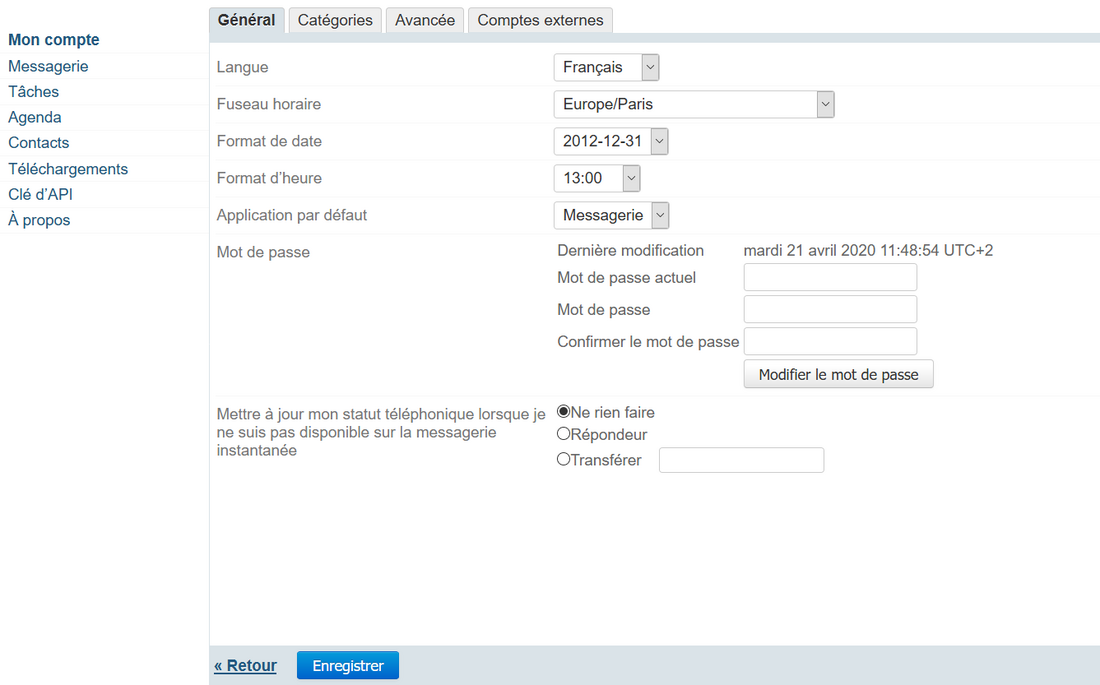 Général Catégories Avancée Comptes externes
Mon compte
Messagerie
Tâches
Agenda
Contacts
Téléchargements
Clé d’API
À propos
Langue Français
Fuseau horaire Europe/Paris
Format de date 2012-12-31
Format d’heure 13:00
Application par défaut Messagerie
Mot de passe
Dernière modification mardi 21 avril 2020 11:48:54 UTC+2
Mot de passe actuel
Mot de passe
Confirmer le mot de passe
Modifier le mot de passe
Mettre à jour mon statut téléphonique lorsque je
ne suis pas disponible sur la messagerie
instantanée
Ne rien faire
Répondeur
Transférer
« Retour Enregistrer